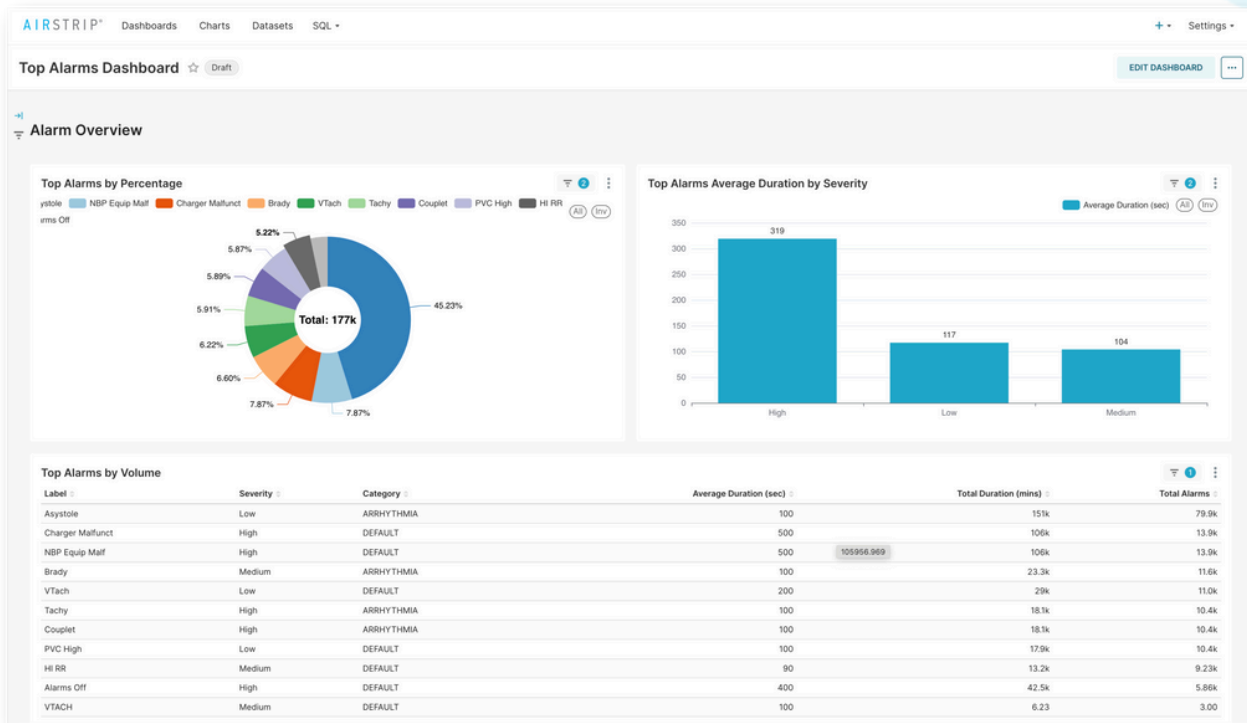 AIRSTRIP® Dashboards Charts Datasets SQL + Settings
Top Alarms Dashboard Draft EDIT DASHBOARD ...
Alarm Overview
Top Alarms by Percentage 2
ystole NBP Equip Malf Charger Malfunct Brady VTach Tachy Couplet PVC High HI RR All Inv
rms Off
5.22%
5.87%
5.89%
5.91%
6.22%
6.60%
7.87%
7.87%
45.23%
Total: 177k
Top Alarms Average Duration by Severity 2
Average Duration (sec) All Inv
350
300
250
200
150
100
50
0
319
117
104
High Low Medium
Top Alarms by Volume 1
Label Severity Category Average Duration (sec) Total Duration (mins) Total Alarms
Asystole Low ARRHYTHMIA 100 151k 79.9k
Charger Malfunct High DEFAULT 500 106k 13.9k
NBP Equip Malf High DEFAULT 500 105956.969 106k 13.9k
Brady Medium ARRHYTHMIA 100 23.3k 11.6k
VTach Low DEFAULT 200 29k 11.0k
Tachy High ARRHYTHMIA 100 18.1k 10.4k
Couplet High ARRHYTHMIA 100 18.1k 10.4k
PVC High Low DEFAULT 100 17.9k 10.4k
HI RR Medium DEFAULT 90 13.2k 9.23k
Alarms Off High DEFAULT 400 42.5k 5.86k
VTACH Medium DEFAULT 100 6.23 3.00